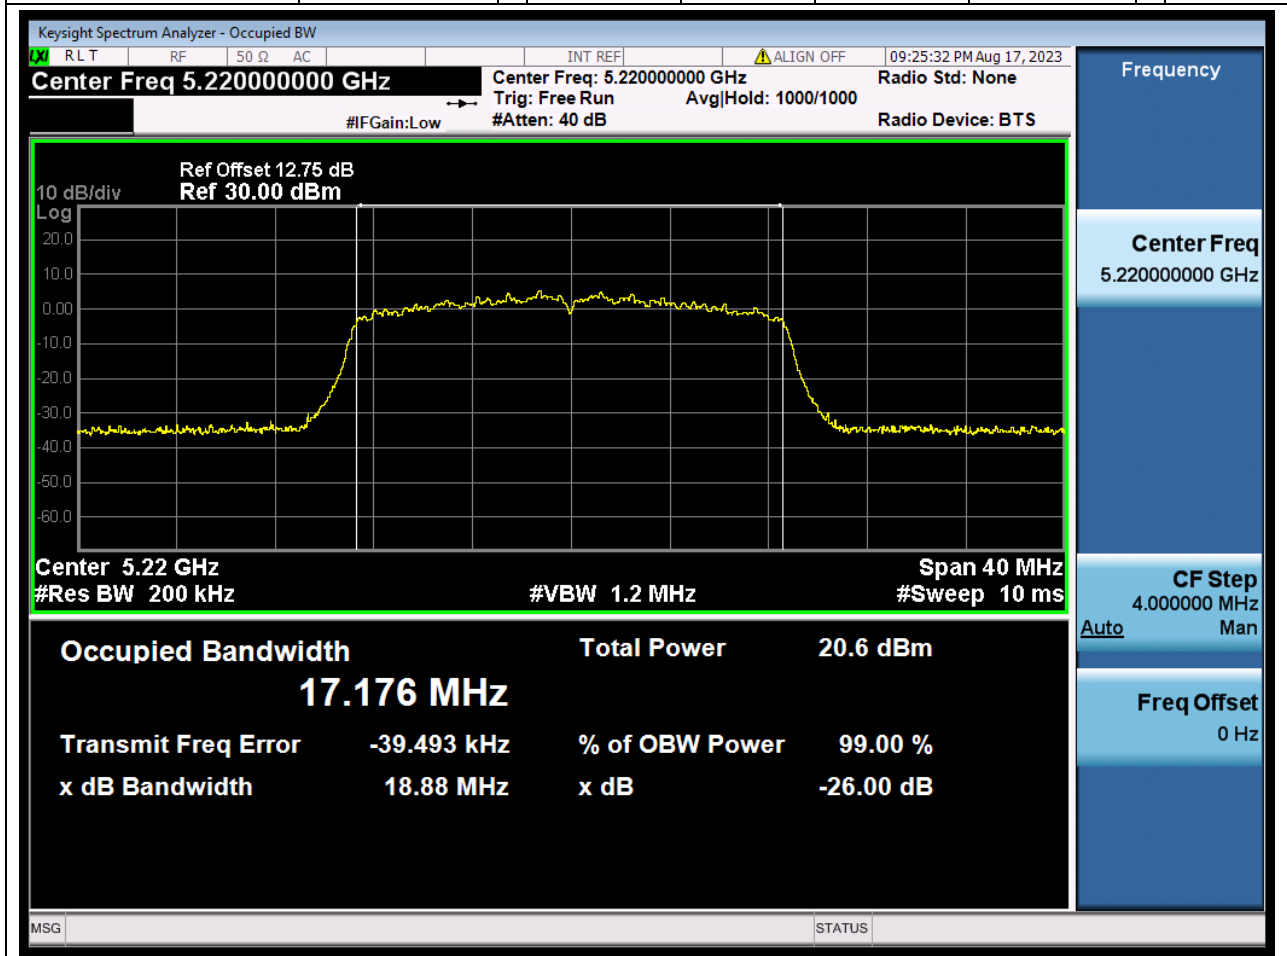 Keysight Spectrum Analyzer - Occupied BW
LXI RLT RF 50 Ω AC INT REF ALIGN OFF 09:25:32 PM Aug 17, 2023
Center Freq 5.220000000 GHz
#IFGain:Low
Center Freq: 5.220000000 GHz
Trig: Free Run Avg|Hold: 1000/1000
#Atten: 40 dB
Radio Std: None
Radio Device: BTS
Ref Offset 12.75 dB
10 dB/div Ref 30.00 dBm
Log
20.0
10.0
0.00
-10.0
-20.0
-30.0
-40.0
-50.0
-60.0
Center 5.22 GHz Span 40 MHz
#Res BW 200 kHz #VBW 1.2 MHz #Sweep 10 ms
Occupied Bandwidth Total Power 20.6 dBm
17.176 MHz
Transmit Freq Error -39.493 kHz % of OBW Power 99.00 %
x dB Bandwidth 18.88 MHz x dB -26.00 dB
MSG STATUS
Frequency
Center Freq
5.220000000 GHz
CF Step
4.000000 MHz
Auto Man
Freq Offset
0 Hz